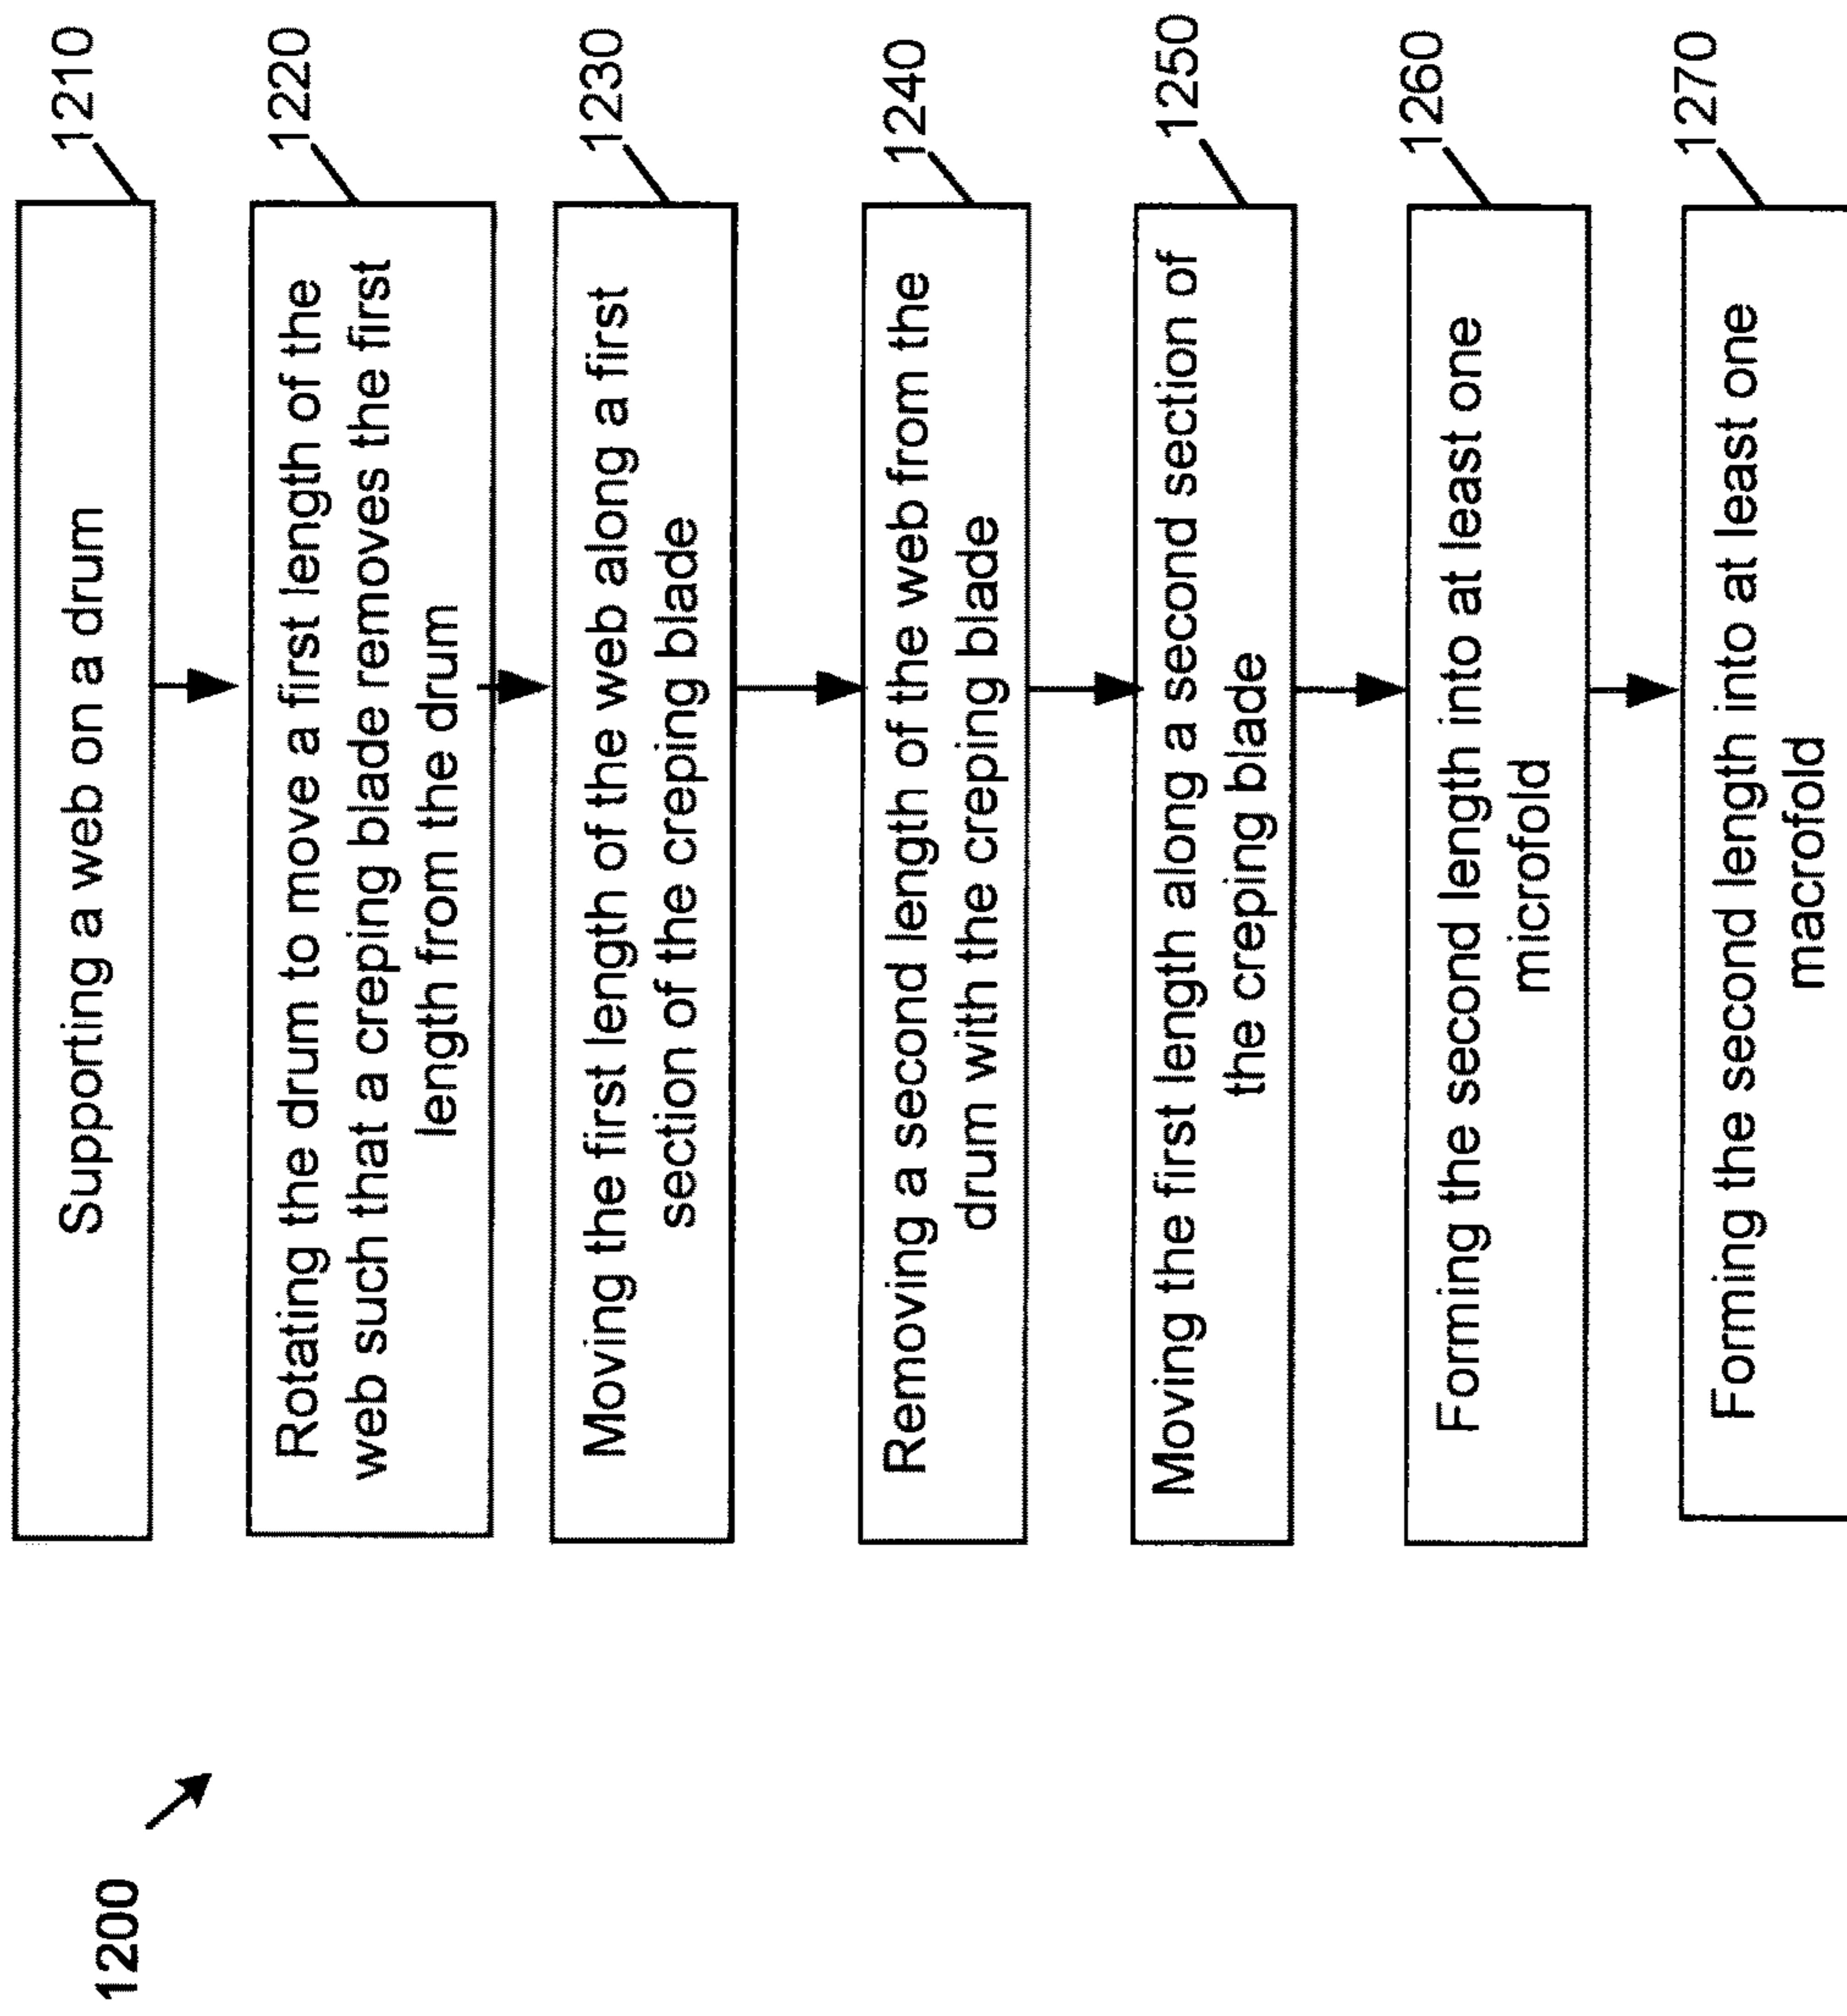 1200
Supporting a web on a drum
1210
Rotating the drum to move a first length of the
web such that a creping blade removes the first
length from the drum
1220
Moving the first length of the web along a first
section of the creping blade
1230
Removing a second length of the web from the
drum with the creping blade
1240
Moving the first length along a second section of
the creping blade
1250
Forming the second length into at least one
microfold
1260
Forming the second length into at least one
macrofold
1270